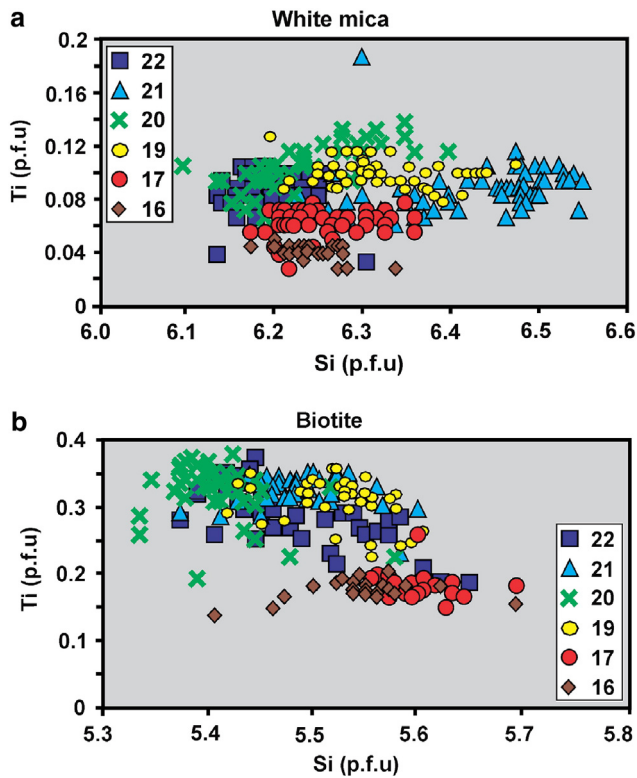 a
White mica
Ti (p.f.u)
0.2
0.16
0.12
0.08
0.04
0
22
21
20
19
17
16
6.0 6.1 6.2 6.3 6.4 6.5 6.6
Si (p.f.u)
b
Biotite
Ti (p.f.u)
0.4
0.3
0.2
0.1
0
22
21
20
19
17
16
5.3 5.4 5.5 5.6 5.7 5.8
Si (p.f.u)